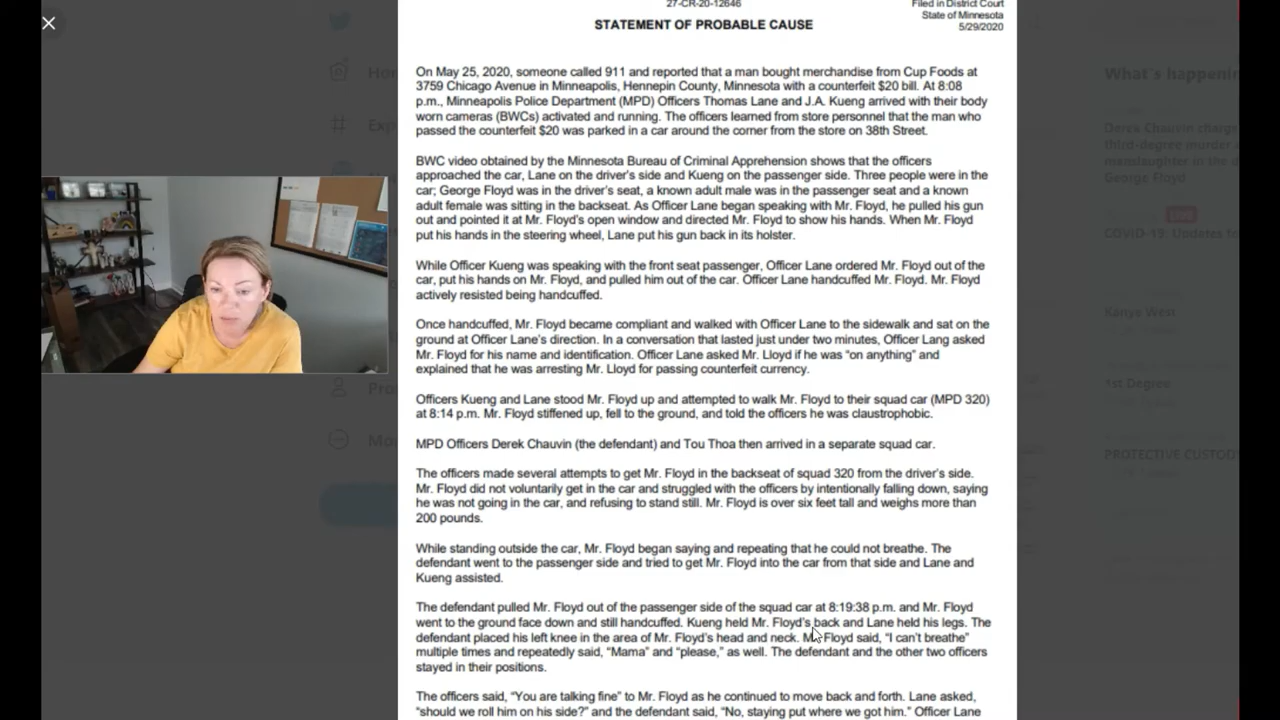 27-CR-20-12646
Filed in District Court
State of Minnesota
5/29/2020
STATEMENT OF PROBABLE CAUSE
On May 25, 2020, someone called 911 and reported that a man bought merchandise from Cup Foods at
3759 Chicago Avenue in Minneapolis, Hennepin County, Minnesota with a counterfeit $20 bill. At 8:08
p.m., Minneapolis Police Department (MPD) Officers Thomas Lane and J.A. Kueng arrived with their body
worn cameras (BWCs) activated and running. The officers learned from store personnel that the man who
passed the counterfeit $20 was parked in a car around the corner from the store on 38th Street.
BWC video obtained by the Minnesota Bureau of Criminal Apprehension shows that the officers
approached the car, Lane on the driver's side and Kueng on the passenger side. Three people were in the
car; George Floyd was in the driver's seat, a known adult male was in the passenger seat and a known
adult female was sitting in the backseat. As Officer Lane began speaking with Mr. Floyd, he pulled his gun
out and pointed it at Mr. Floyd's open window and directed Mr. Floyd to show his hands. When Mr. Floyd
put his hands in the steering wheel, Lane put his gun back in its holster.
While Officer Kueng was speaking with the front seat passenger, Officer Lane ordered Mr. Floyd out of the
car, put his hands on Mr. Floyd, and pulled him out of the car. Officer Lane handcuffed Mr. Floyd. Mr. Floyd
actively resisted being handcuffed.
Once handcuffed, Mr. Floyd became compliant and walked with Officer Lane to the sidewalk and sat on the
ground at Officer Lane's direction. In a conversation that lasted just under two minutes, Officer Lang asked
Mr. Floyd for his name and identification. Officer Lane asked Mr. Lloyd if he was "on anything" and
explained that he was arresting Mr. Lloyd for passing counterfeit currency.
Officers Kueng and Lane stood Mr. Floyd up and attempted to walk Mr. Floyd to their squad car (MPD 320)
at 8:14 p.m. Mr. Floyd stiffened up, fell to the ground, and told the officers he was claustrophobic.
MPD Officers Derek Chauvin (the defendant) and Tou Thoa then arrived in a separate squad car.
The officers made several attempts to get Mr. Floyd in the backseat of squad 320 from the driver's side.
Mr. Floyd did not voluntarily get in the car and struggled with the officers by intentionally falling down, saying
he was not going in the car, and refusing to stand still. Mr. Floyd is over six feet tall and weighs more than
200 pounds.
While standing outside the car, Mr. Floyd began saying and repeating that he could not breathe. The
defendant went to the passenger side and tried to get Mr. Floyd into the car from that side and Lane and
Kueng assisted.
The defendant pulled Mr. Floyd out of the passenger side of the squad car at 8:19:38 p.m. and Mr. Floyd
went to the ground face down and still handcuffed. Kueng held Mr. Floyd's back and Lane held his legs. The
defendant placed his left knee in the area of Mr. Floyd's head and neck. Mr. Floyd said, "I can't breathe"
multiple times and repeatedly said, "Mama" and "please," as well. The defendant and the other two officers
stayed in their positions.
The officers said, "You are talking fine" to Mr. Floyd as he continued to move back and forth. Lane asked,
"should we roll him on his side?" and the defendant said, "No, staying put where we got him." Officer Lane
What's happenin
Derek Chauvin charg
third-degree murder
manslaughter in the d
George Floyd
LIVE
COVID-19: Updates
Kanye West
1st Degree
PROTECTIVE CUSTOD